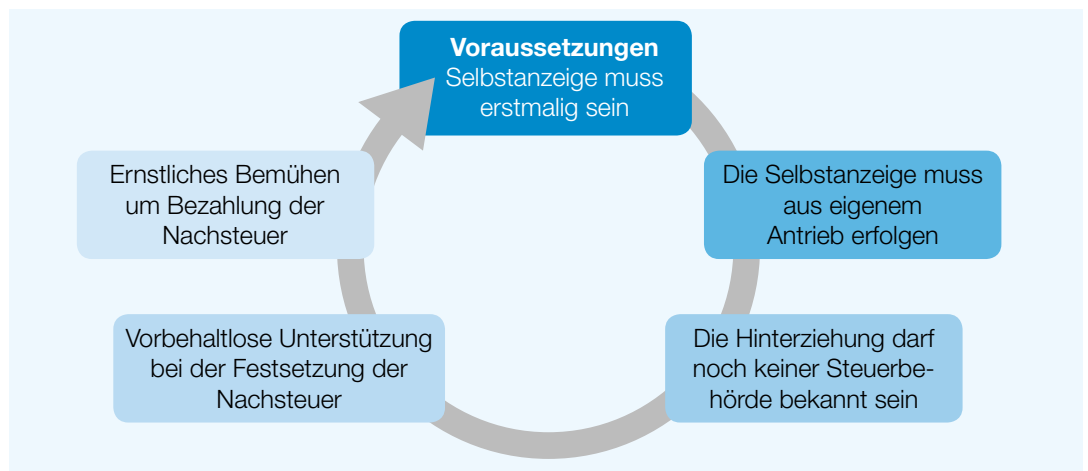 Voraussetzungen
Selbstanzeige muss
erstmalig sein
Die Selbstanzeige muss
aus eigenem
Antrieb erfolgen
Die Hinterziehung darf
noch keiner Steuerbe-
hörde bekannt sein
Vorbehaltlose Unterstützung
bei der Festsetzung der
Nachsteuer
Ernstliches Bemühen
um Bezahlung der
Nachsteuer